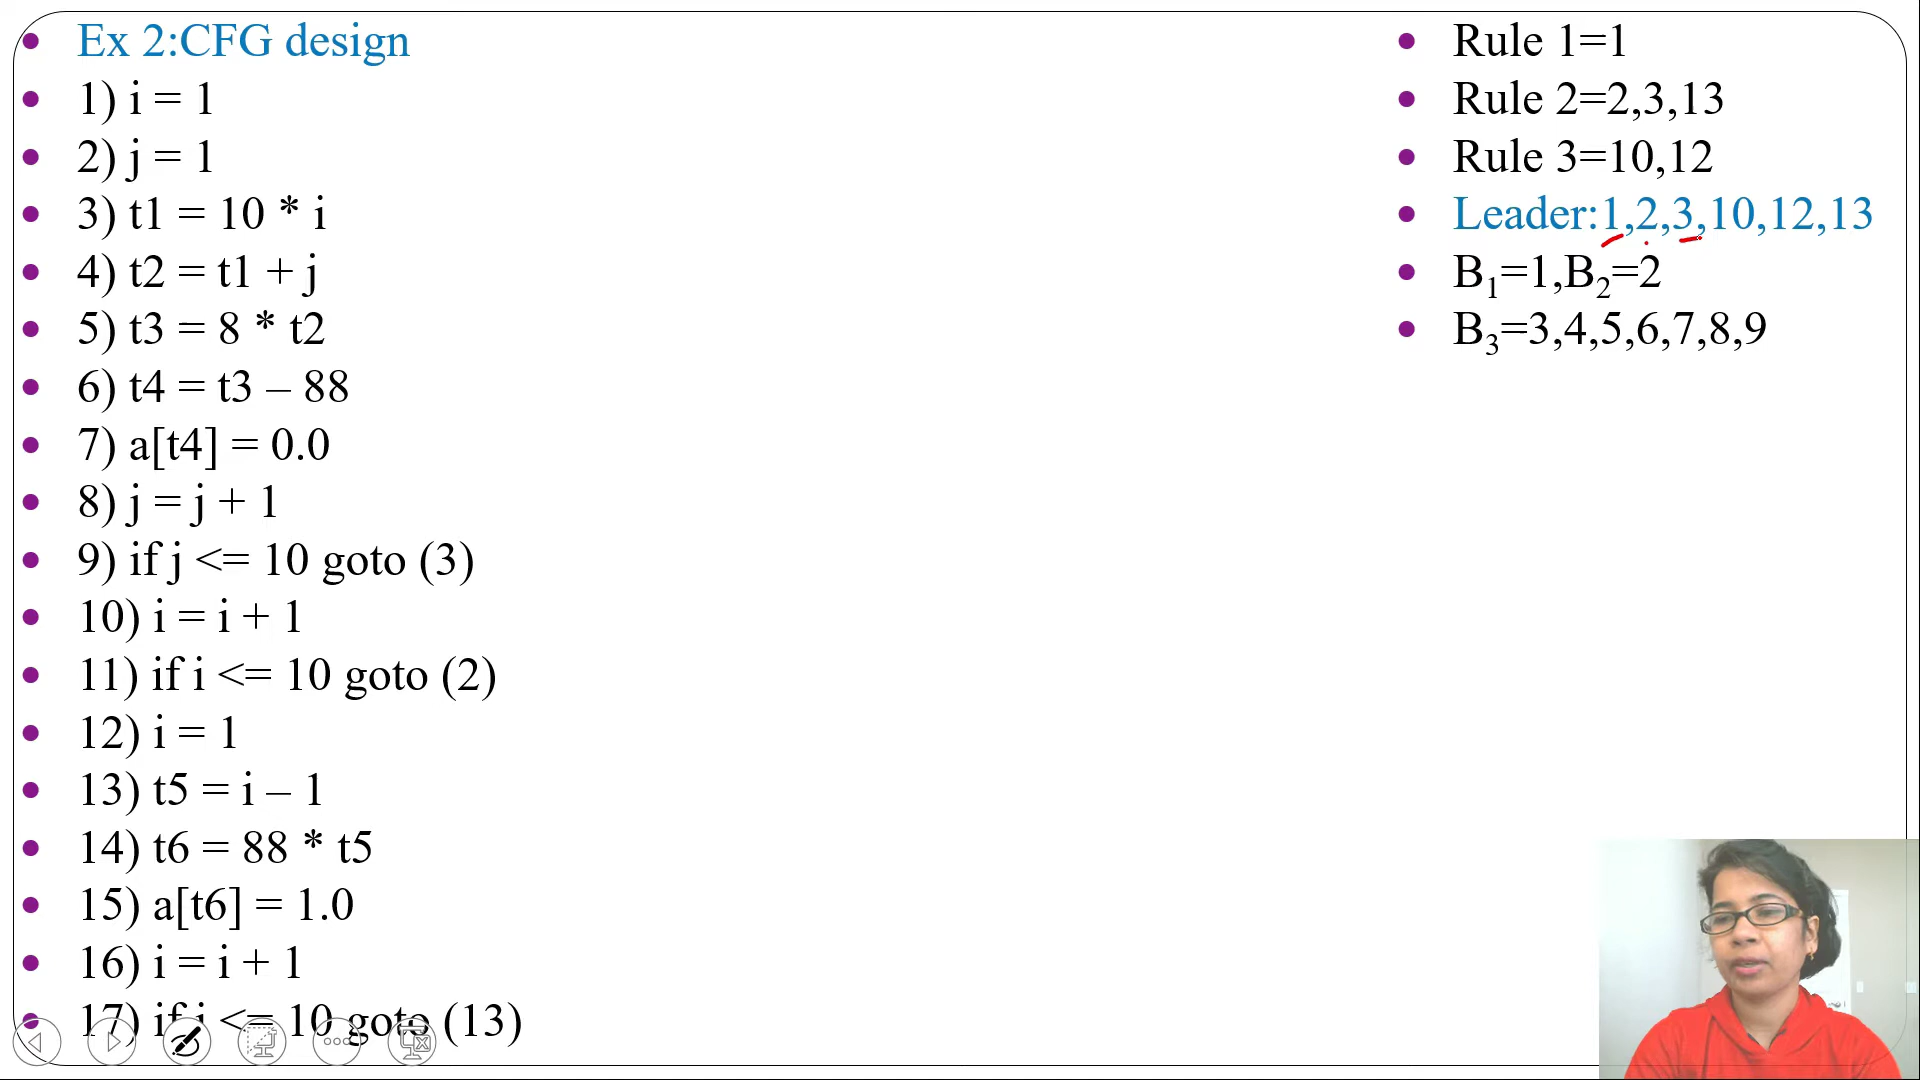 Ex 2:CFG design
1) i = 1
2) j = 1
3) t1 = 10 * i
4) t2 = t1 + j
5) t3 = 8 * t2
6) t4 = t3 – 88
7) a[t4] = 0.0
8) j = j + 1
9) if j <= 10 goto (3)
10) i = i + 1
11) if i <= 10 goto (2)
12) i = 1
13) t5 = i – 1
14) t6 = 88 * t5
15) a[t6] = 1.0
16) i = i + 1
17) if i <= 10 goto (13)
Rule 1=1
Rule 2=2,3,13
Rule 3=10,12
Leader:1,2,3,10,12,13
B1=1,B2=2
B3=3,4,5,6,7,8,9